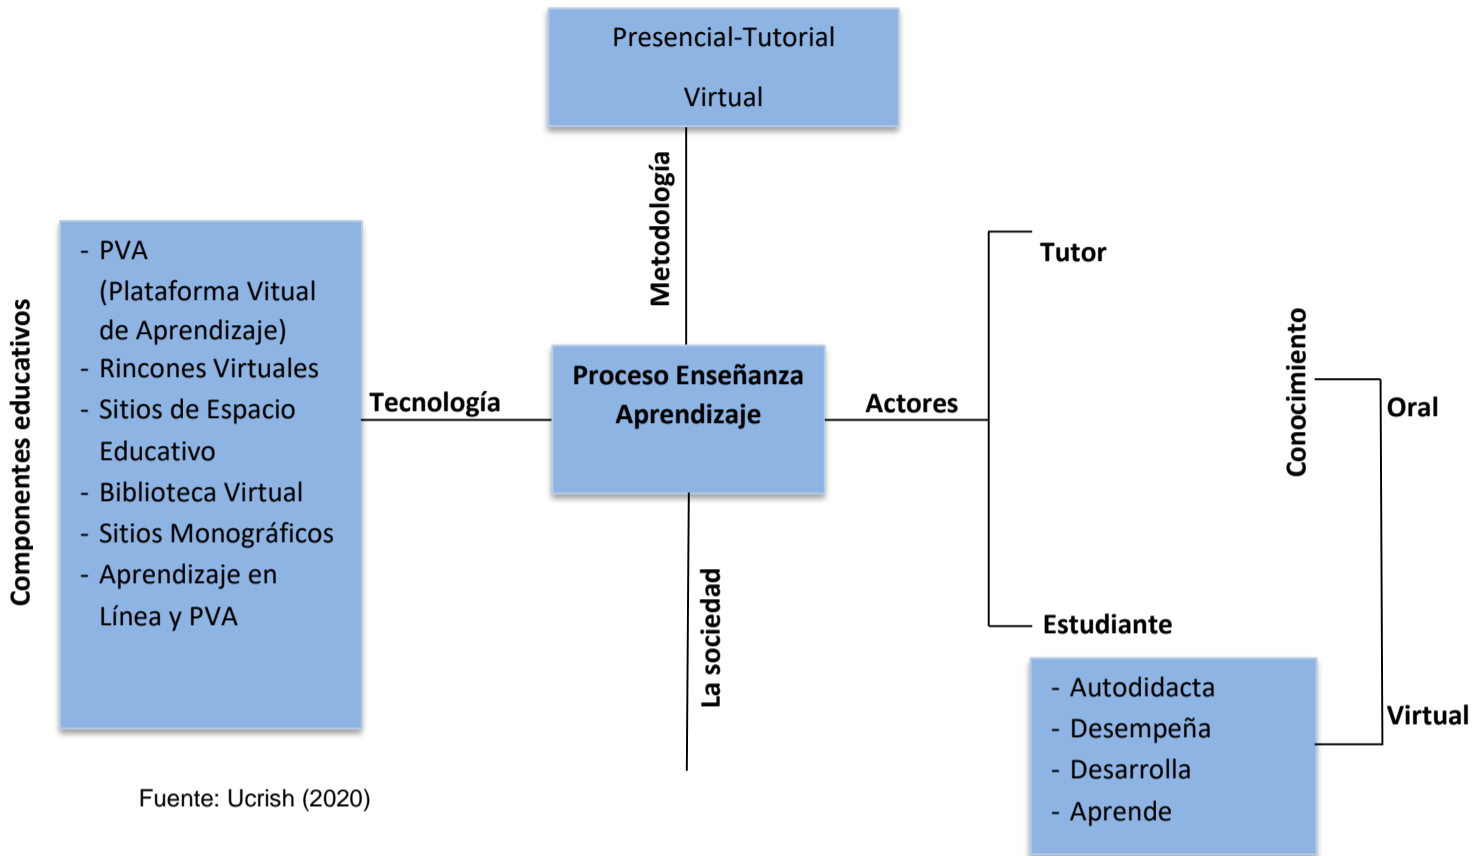 Presencial-Tutorial
Virtual
Metodología
Componentes educativos
- PVA
(Plataforma Vitual
de Aprendizaje)
- Rincones Virtuales
- Sitios de Espacio
Educativo
- Biblioteca Virtual
- Sitios Monográficos
- Aprendizaje en
Línea y PVA
Tecnología
Proceso Enseñanza
Aprendizaje
Actores
Tutor
Conocimiento
Oral
La sociedad
Estudiante
- Autodidacta
- Desempeña
- Desarrolla
- Aprende
Virtual
Fuente: Ucrish (2020)